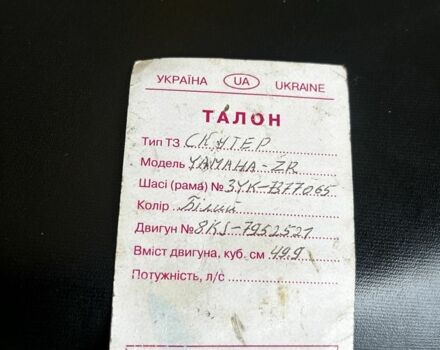 УКРАЇНА UA UKRAINE
ТАЛОН
Тип ТЗ СКУТЕР
Модель YAMAHA-ZR
Шасі (рама) № 3YK-B77065
Колір Білий
Двигун № 8KS-7952521
Вміст двигуна, куб. см 49.9
Потужність, л/с